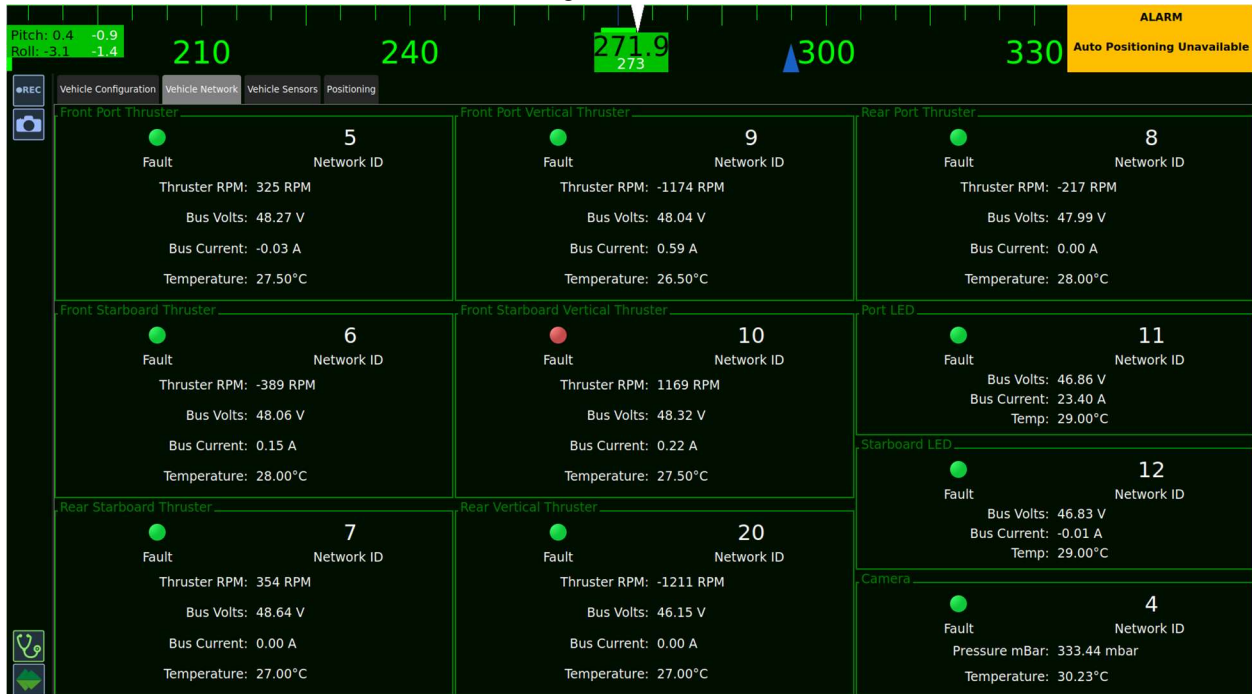 Pitch: 0.4 -0.9
Roll: -3.1 -1.4
210
240
271.9
273
300
330
ALARM
Auto Positioning Unavailable
REC
Vehicle Configuration
Vehicle Network
Vehicle Sensors
Positioning
Front Port Thruster
5
Fault
Network ID
Thruster RPM: 325 RPM
Bus Volts: 48.27 V
Bus Current: -0.03 A
Temperature: 27.50°C
Front Port Vertical Thruster
9
Fault
Network ID
Thruster RPM: -1174 RPM
Bus Volts: 48.04 V
Bus Current: 0.59 A
Temperature: 26.50°C
Rear Port Thruster
8
Fault
Network ID
Thruster RPM: -217 RPM
Bus Volts: 47.99 V
Bus Current: 0.00 A
Temperature: 28.00°C
Front Starboard Thruster
6
Fault
Network ID
Thruster RPM: -389 RPM
Bus Volts: 48.06 V
Bus Current: 0.15 A
Temperature: 28.00°C
Front Starboard Vertical Thruster
10
Fault
Network ID
Thruster RPM: 1169 RPM
Bus Volts: 48.32 V
Bus Current: 0.22 A
Temperature: 27.50°C
Port LED
11
Fault
Network ID
Bus Volts: 46.86 V
Bus Current: 23.40 A
Temp: 29.00°C
Starboard LED
12
Fault
Network ID
Bus Volts: 46.83 V
Bus Current: -0.01 A
Temp: 29.00°C
Rear Starboard Thruster
7
Fault
Network ID
Thruster RPM: 354 RPM
Bus Volts: 48.64 V
Bus Current: 0.00 A
Temperature: 27.00°C
Rear Vertical Thruster
20
Fault
Network ID
Thruster RPM: -1211 RPM
Bus Volts: 46.15 V
Bus Current: 0.00 A
Temperature: 27.00°C
Camera
4
Fault
Network ID
Pressure mBar: 333.44 mbar
Temperature: 30.23°C